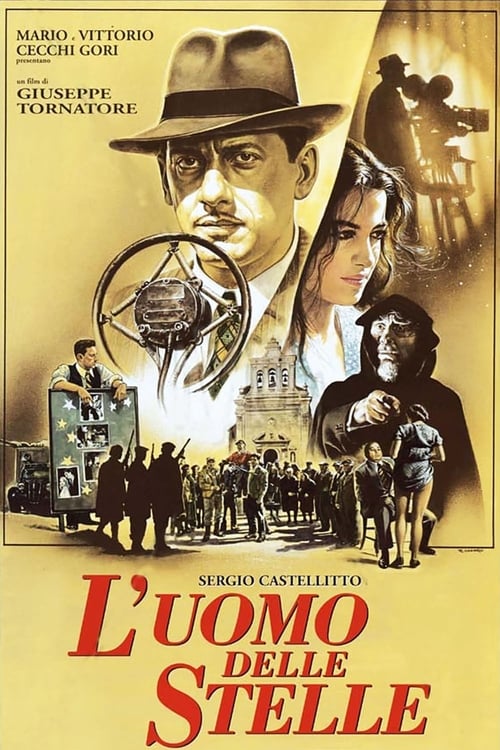 MARIO e VITTORIO
CECCHI GORI
presentano
un film di
GIUSEPPE
TORNATORE
SERGIO CASTELLITTO
L'UOMO
DELLE
STELLE